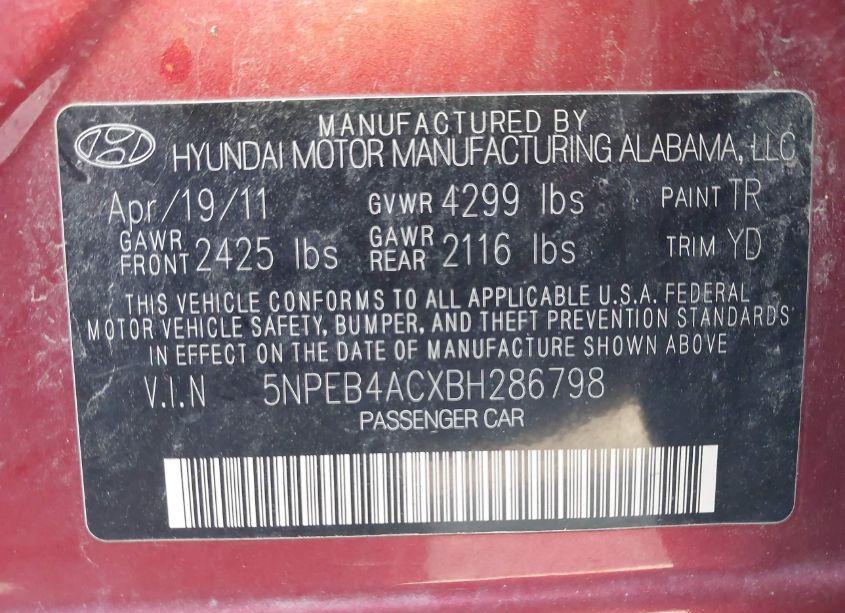 MANUFACTURED BY
HYUNDAI MOTOR MANUFACTURING ALABAMA, LLC
Apr/19/11 GVWR 4299 lbs PAINT TR
GAWR FRONT 2425 lbs GAWR REAR 2116 lbs TRIM YD
THIS VEHICLE CONFORMS TO ALL APPLICABLE U.S.A. FEDERAL
MOTOR VEHICLE SAFETY, BUMPER, AND THEFT PREVENTION STANDARDS
IN EFFECT ON THE DATE OF MANUFACTURE SHOWN ABOVE
V.I.N 5NPEB4ACXBH286798
PASSENGER CAR